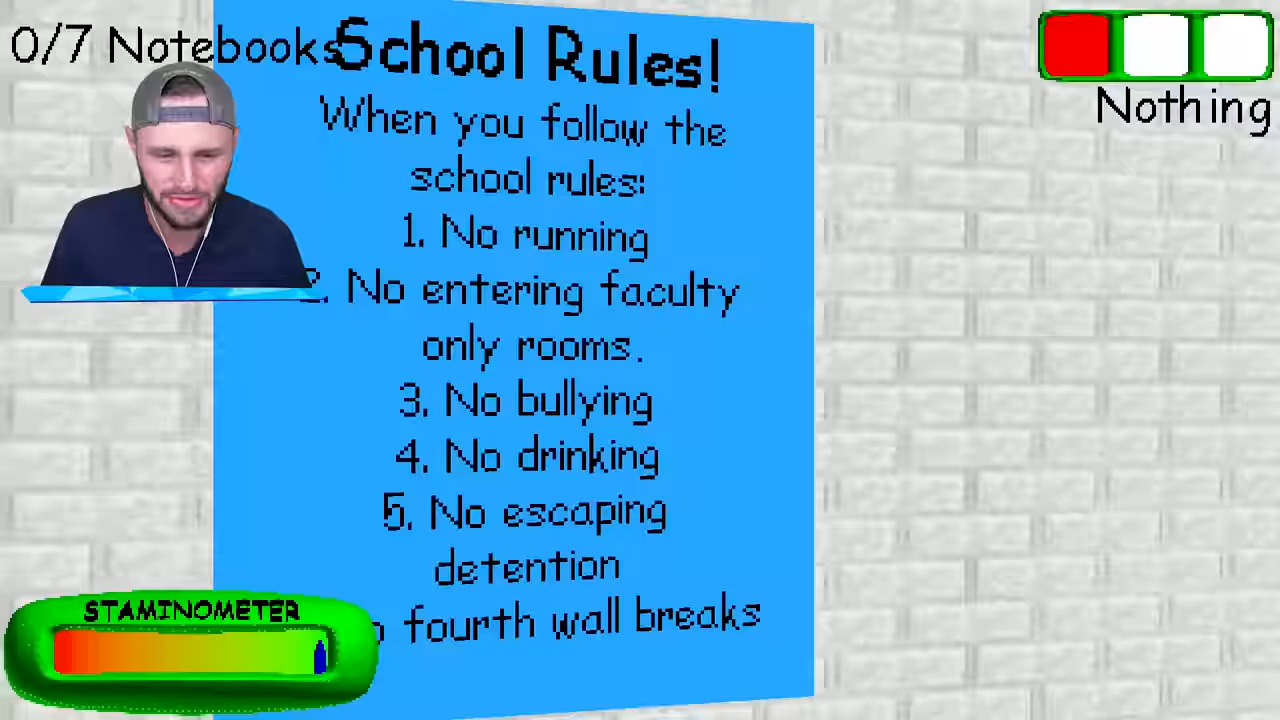 0/7 Notebooks
School Rules!
Nothing
When you follow the
school rules:
1. No running
2. No entering faculty
only rooms.
3. No bullying
4. No drinking
5. No escaping
detention
fourth wall breaks
STAMINOMETER